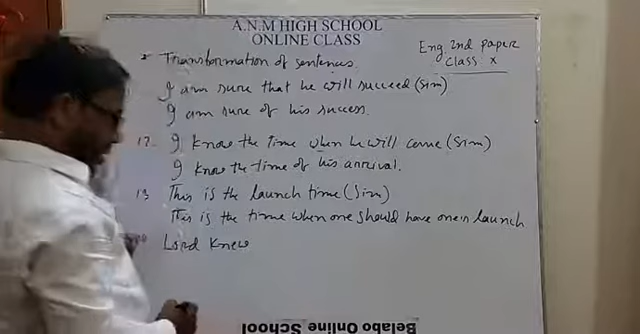 A.N.M HIGH SCHOOL
ONLINE CLASS
Eng. 2nd paper
Class: X
* Transformation of sentences.
I am sure that he will succeed (Sim)
I am sure of his success.
12. I know the time when he will come (Sim)
I know the time of his arrival.
13 This is the launch time (Sim)
This is the time when one should have one's launch
Lord Knew
Belabo Online School